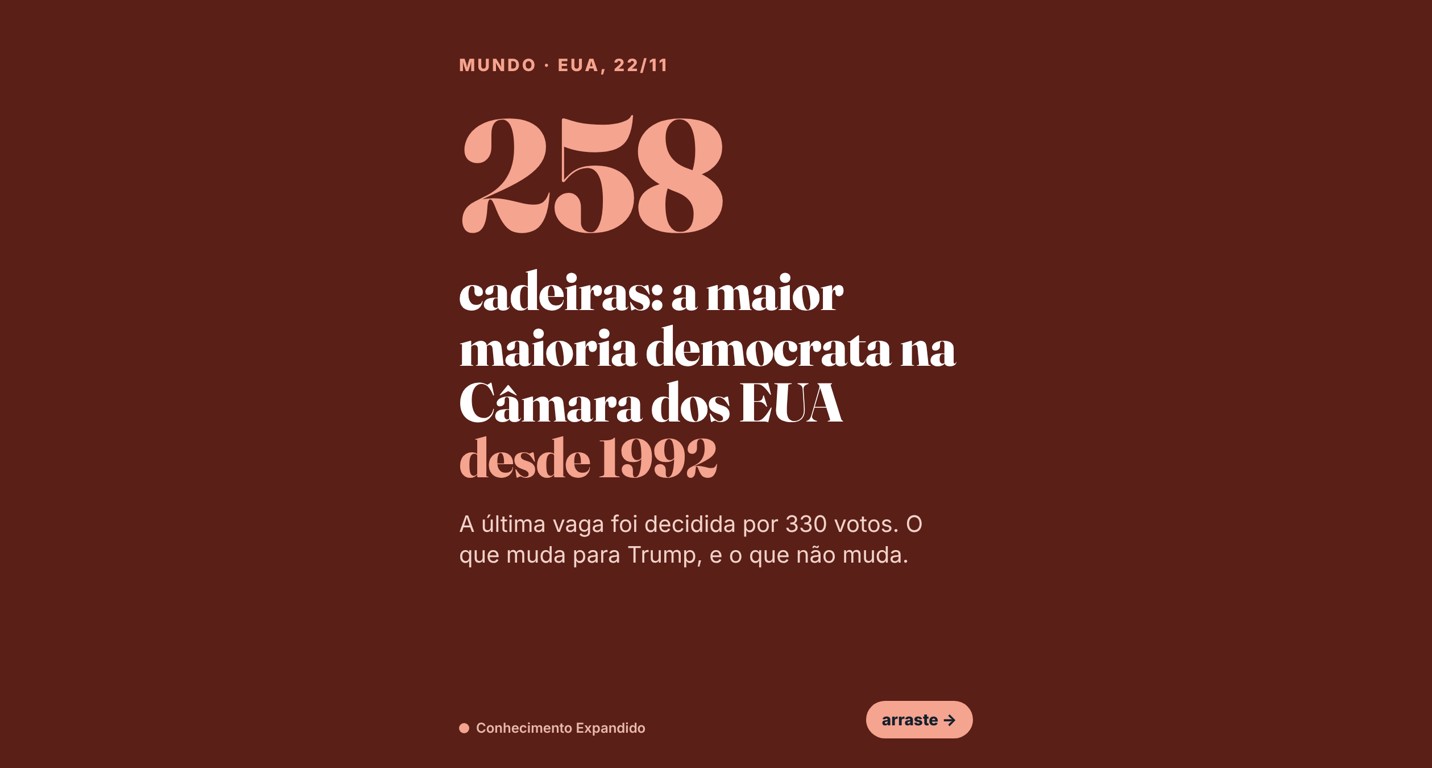 MUNDO · EUA, 22/11
258
cadeiras: a maior
maioria democrata na
Câmara dos EUA
desde 1992
A última vaga foi decidida por 330 votos. O
que muda para Trump, e o que não muda.
Conhecimento Expandido
arraste →